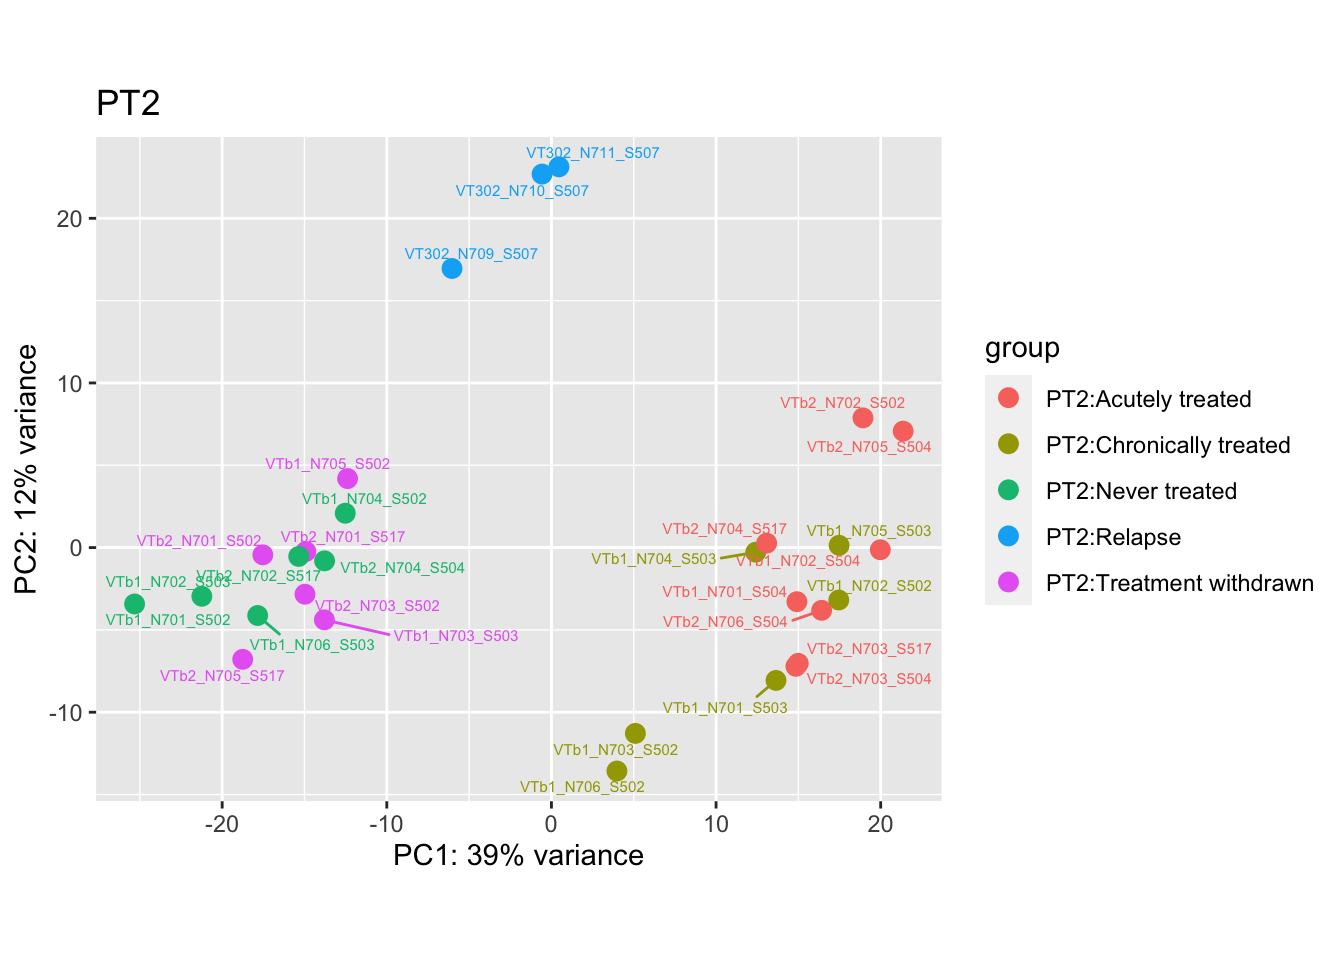 PT2
VT302_N711_S507
VT302_N710_S507
20
VT302_N709_S507
10
VTb2_N702_S502
VTb2_N705_S504
VTb1_N705_S502
VTb1_N704_S502
VTb2_N704_S517
VTb1_N705_S503
VTb2_N701_S502
VTb2_N701_S517
0
VTb1_N704_S503
VTb1_N702_S504
VTb2_N704_S504
VTb2_N702_S517
VTb1_N702_S503
VTb1_N702_S502
VTb1_N701_S504
VTb2_N703_S502
VTb1_N701_S502
VTb2_N706_S504
VTb1_N703_S503
VTb1_N706_S503
VTb2_N703_S517
VTb2_N705_S517
VTb2_N703_S504
VTb1_N701_S503
-10
VTb1_N703_S502
VTb1_N706_S502
-20
-10
0
10
20
PC1: 39% variance
PC2: 12% variance
group
PT2:Acutely treated
PT2:Chronically treated
PT2:Never treated
PT2:Relapse
PT2:Treatment withdrawn